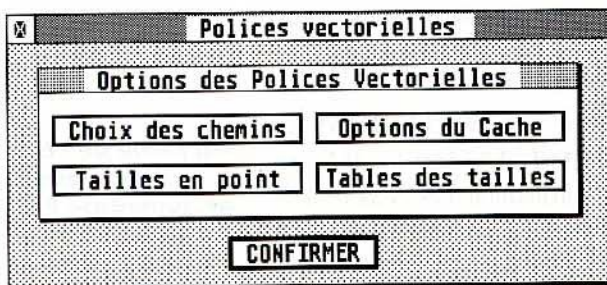 Polices vectorielles
Options des Polices Vectorielles
Choix des chemins Options du Cache
Tailles en point Tables des tailles
CONFIRMER